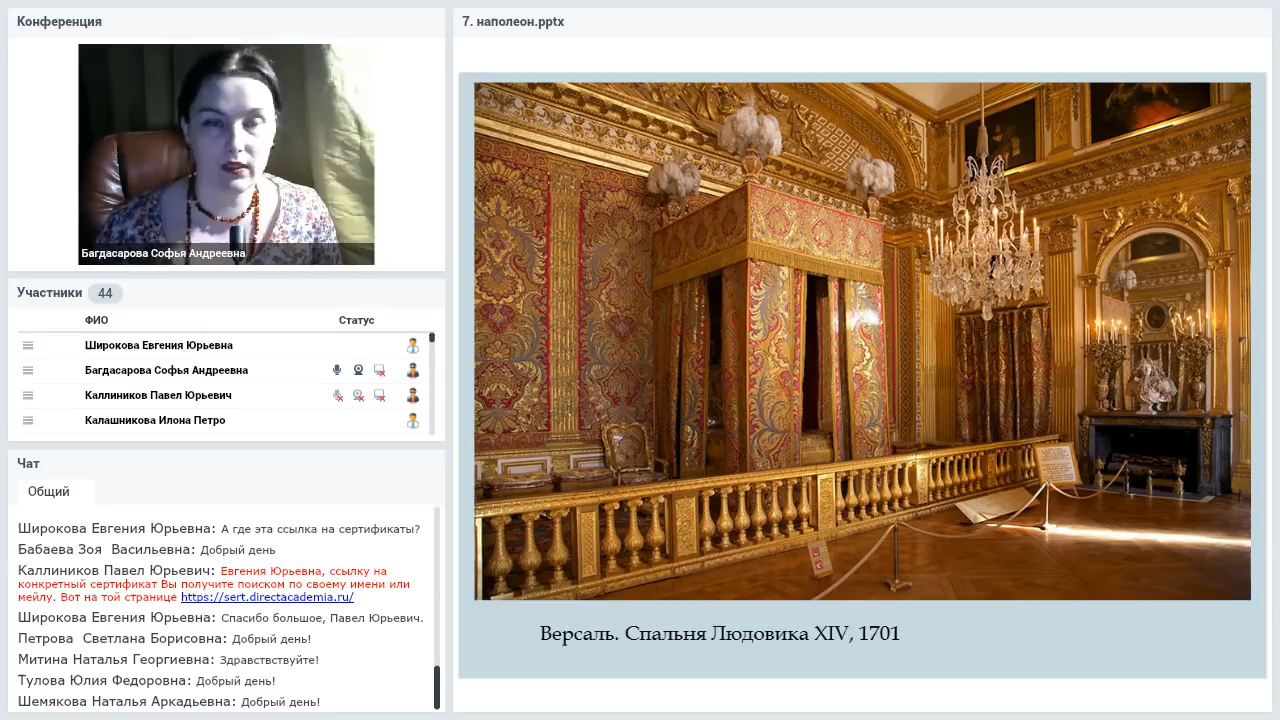 Конференция
Багдасарова Софья Андреевна
Участники 44
ФИО Статус
Широкова Евгения Юрьевна
Багдасарова Софья Андреевна
Каллиников Павел Юрьевич
Калашникова Илона Петро
Чат
Общий
Широкова Евгения Юрьевна: А где эта ссылка на сертификаты?
Бабаева Зоя Васильевна: Добрый день
Каллиников Павел Юрьевич: Евгения Юрьевна, ссылку на
конкретный сертификат Вы получите поиском по своему имени или
мейлу. Вот на той странице https://sert.directacademia.ru/
Широкова Евгения Юрьевна: Спасибо большое, Павел Юрьевич.
Петрова Светлана Борисовна: Добрый день!
Митина Наталья Георгиевна: Здравствствуйте!
Тулова Юлия Федоровна: Добрый день!
Шемякова Наталья Аркадьевна: Добрый день!
7. наполеон.pptx
Версаль. Спальня Людовика XIV, 1701